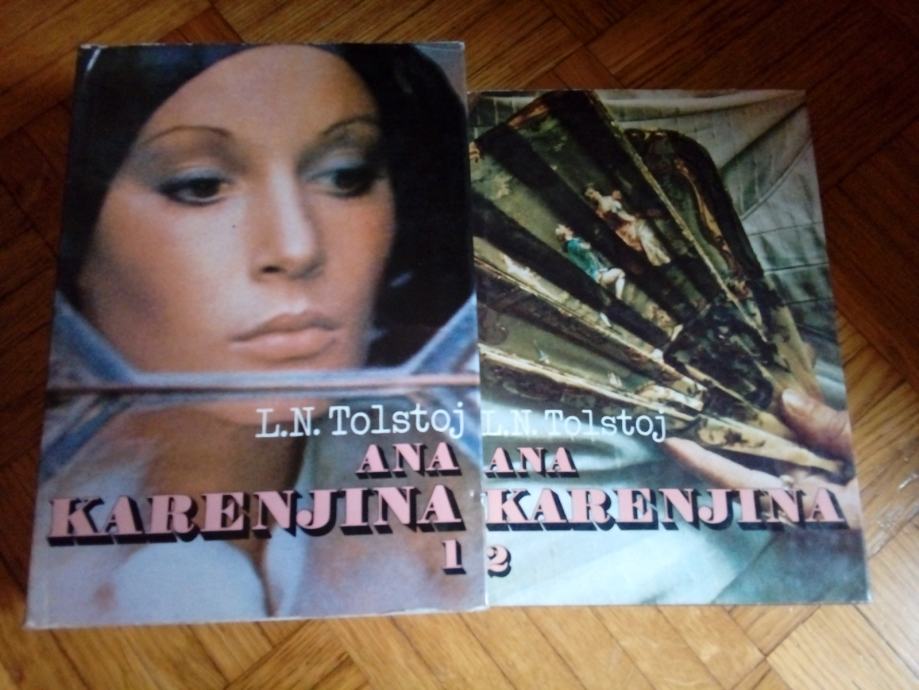 L.N. Tolstoj
ANA
KARENJINA
1
L.N. Tolstoj
ANA
KARENJINA
2